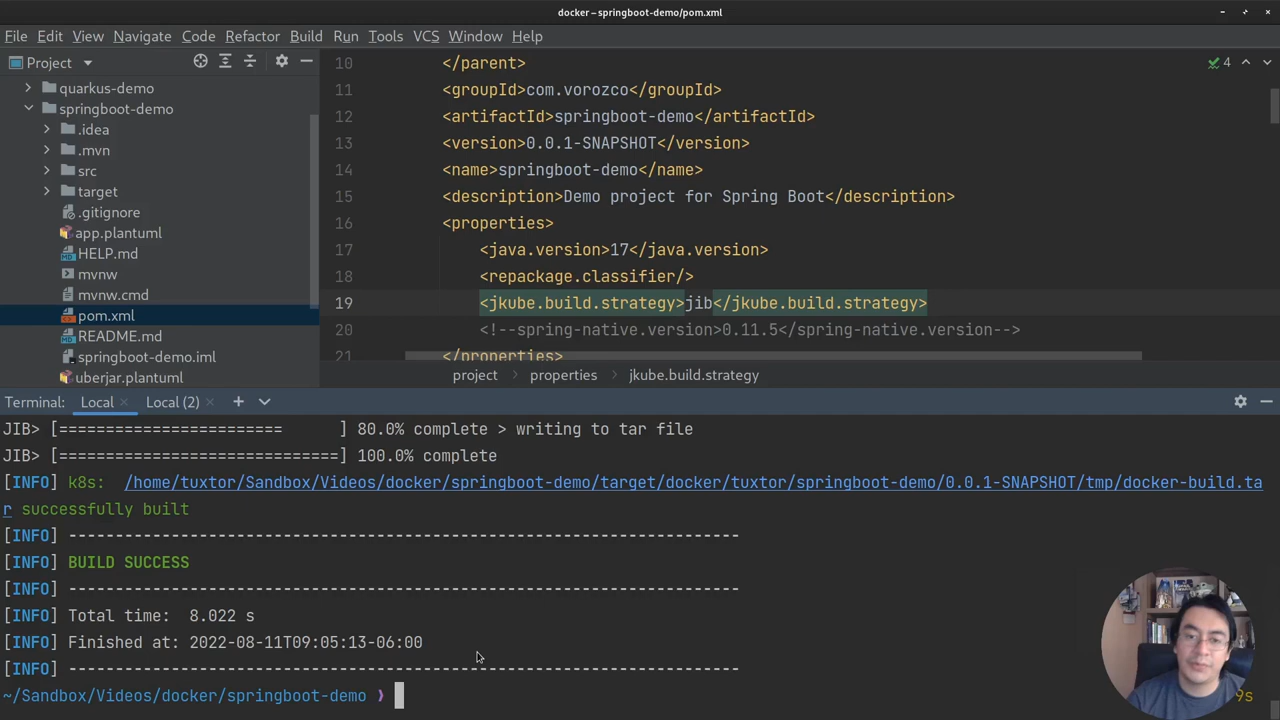 docker – springboot-demo/pom.xml
File Edit View Navigate Code Refactor Build Run Tools VCS Window Help
Project
quarkus-demo
springboot-demo
.idea
.mvn
src
target
.gitignore
app.plantuml
HELP.md
mvnw
mvnw.cmd
pom.xml
README.md
springboot-demo.iml
uberjar.plantuml
4
10 </parent>
11 <groupId>com.vorozco</groupId>
12 <artifactId>springboot-demo</artifactId>
13 <version>0.0.1-SNAPSHOT</version>
14 <name>springboot-demo</name>
15 <description>Demo project for Spring Boot</description>
16 <properties>
17 <java.version>17</java.version>
18 <repackage.classifier/>
19 <jkube.build.strategy>jib</jkube.build.strategy>
20 <!--spring-native.version>0.11.5</spring-native.version-->
21 </properties>
project > properties > jkube.build.strategy
Terminal: Local × Local (2) × +
JIB> [======================== ] 80.0% complete > writing to tar file
JIB> [==============================] 100.0% complete
[INFO] k8s: /home/tuxtor/Sandbox/Videos/docker/springboot-demo/target/docker/tuxtor/springboot-demo/0.0.1-SNAPSHOT/tmp/docker-build.ta
r successfully built
[INFO] ------------------------------------------------------------------------
[INFO] BUILD SUCCESS
[INFO] ------------------------------------------------------------------------
[INFO] Total time: 8.022 s
[INFO] Finished at: 2022-08-11T09:05:13-06:00
[INFO] ------------------------------------------------------------------------
~/Sandbox/Videos/docker/springboot-demo ❯ 9s